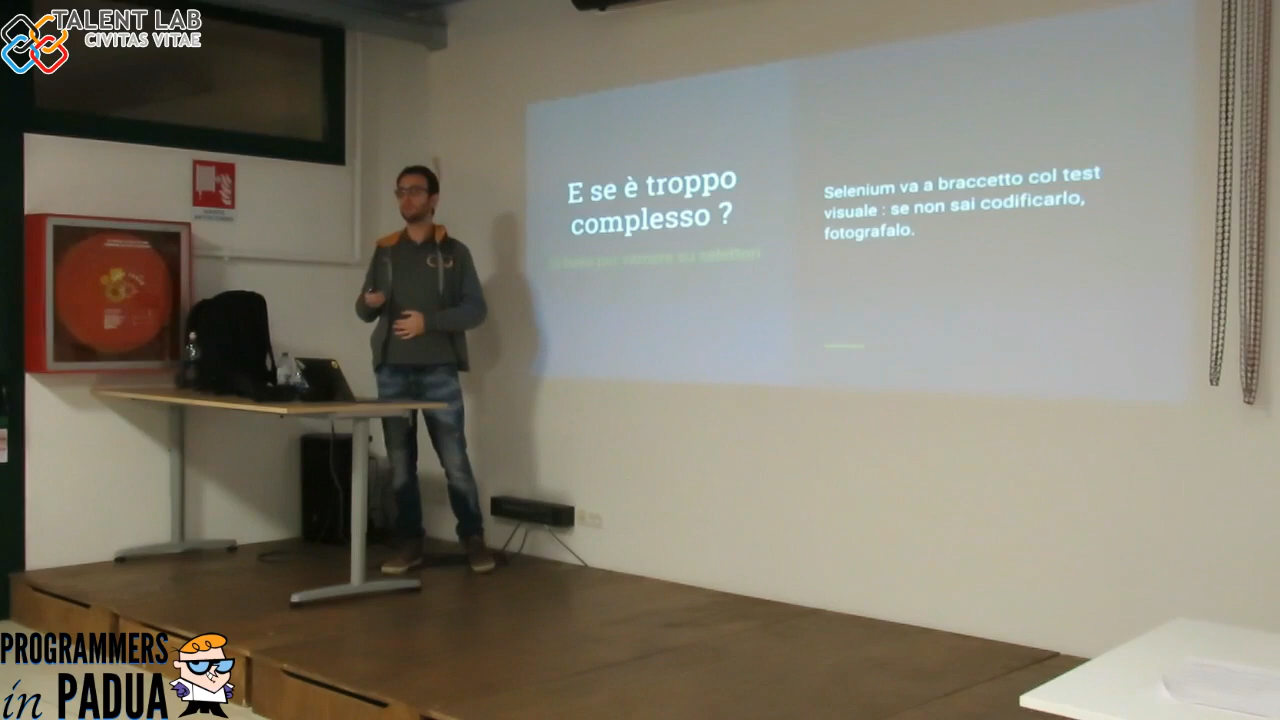 TALENT LAB
CIVITAS VITAE
E se è troppo
complesso ?
Selenium va a braccetto col test
visuale : se non sai codificarlo,
fotografalo.
PROGRAMMERS
in PADUA